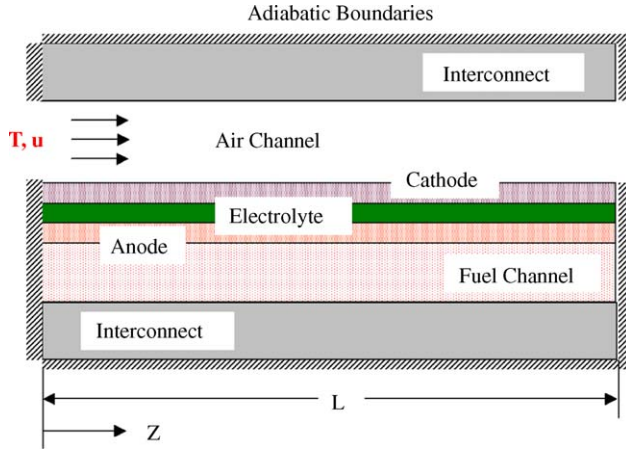 Adiabatic Boundaries
Interconnect
T, u
Air Channel
Cathode
Electrolyte
Anode
Fuel Channel
Interconnect
L
Z